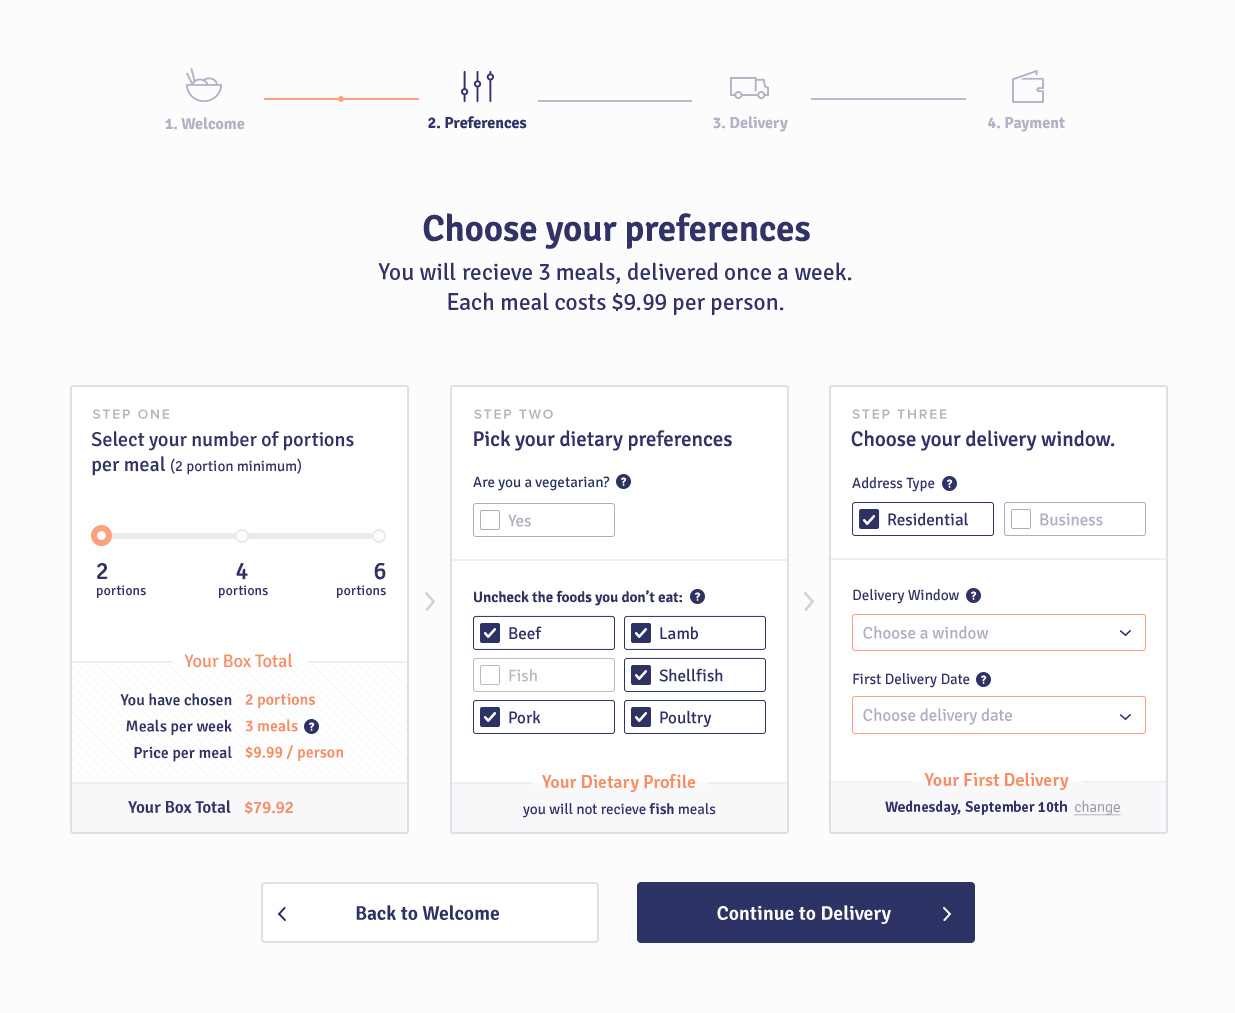 1. Welcome
2. Preferences
3. Delivery
4. Payment
Choose your preferences
You will recieve 3 meals, delivered once a week.
Each meal costs $9.99 per person.
STEP ONE
Select your number of portions
per meal (2 portion minimum)
2
portions
4
portions
6
portions
Your Box Total
You have chosen 2 portions
Meals per week 3 meals ?
Price per meal $9.99 / person
Your Box Total $79.92
STEP TWO
Pick your dietary preferences
Are you a vegetarian? ?
Yes
Uncheck the foods you don't eat: ?
Beef
Lamb
Fish
Shellfish
Pork
Poultry
Your Dietary Profile
you will not recieve fish meals
STEP THREE
Choose your delivery window.
Address Type ?
Residential
Business
Delivery Window ?
Choose a window
First Delivery Date ?
Choose delivery date
Your First Delivery
Wednesday, September 10th change
Back to Welcome
Continue to Delivery